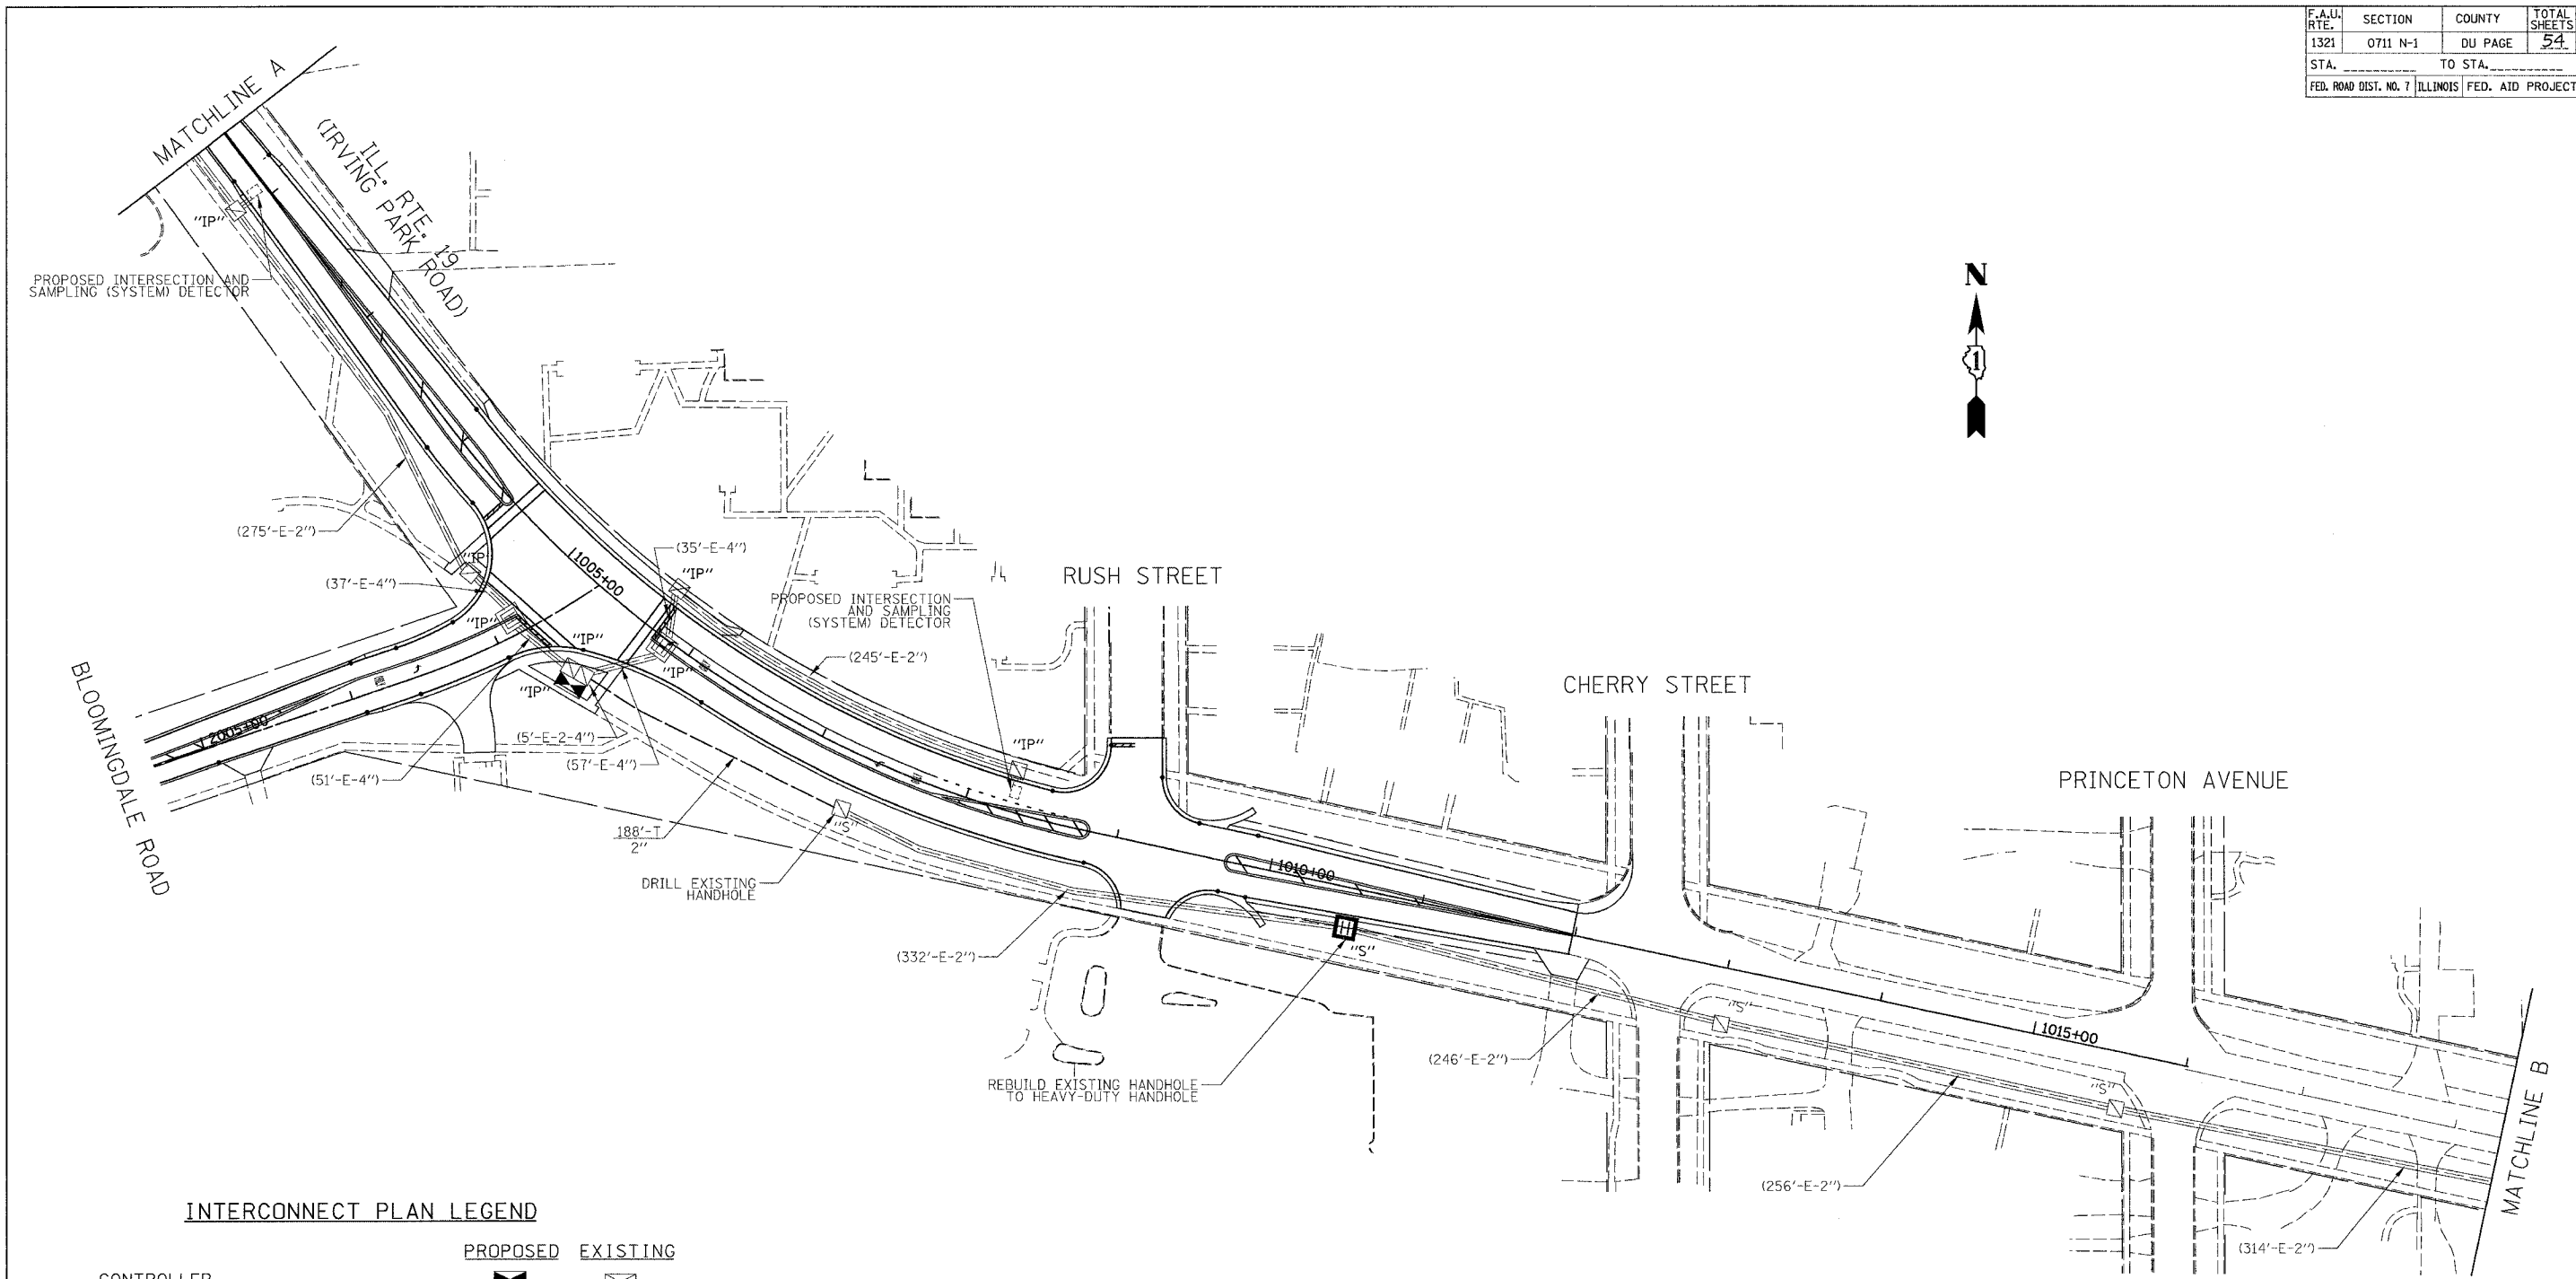 F.A.U. RTE. SECTION COUNTY TOTAL SHEETS
1321 0711 N-1 DU PAGE 54
STA. TO STA.
FED. ROAD DIST. NO. 7 ILLINOIS FED. AID PROJECT
MATCHLINE A
ILL. RTE. 19
(IRVING PARK ROAD)
"IP"
PROPOSED INTERSECTION AND
SAMPLING (SYSTEM) DETECTOR
N
1
(275'-E-2")
"IP"
(37'-E-4")
"IP"
1005+00
(35'-E-4")
"IP"
"IP"
"IP"
"IP"
PROPOSED INTERSECTION
AND SAMPLING
(SYSTEM) DETECTOR
(245'-E-2")
RUSH STREET
CHERRY STREET
PRINCETON AVENUE
BLOOMINGDALE ROAD
2005+00
(5'-E-2-4")
(57'-E-4")
(51'-E-4")
"IP"
188'-T
2"
"S"
DRILL EXISTING
HANDHOLE
1010+00
(332'-E-2")
"S"
REBUILD EXISTING HANDHOLE
TO HEAVY-DUTY HANDHOLE
(246'-E-2")
"S"
1015+00
"S"
(256'-E-2")
(314'-E-2")
MATCHLINE B
INTERCONNECT PLAN LEGEND
PROPOSED EXISTING
CONTROLLER